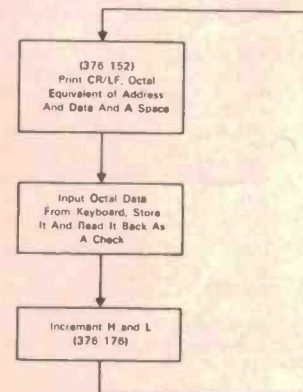 (376 152)
Print CR/LF, Octal
Equivalent of Address
And Data And A Space
Input Octal Data
From Keyboard, Store
It And Read It Back As
A Check
Increment H and L
(376 176)